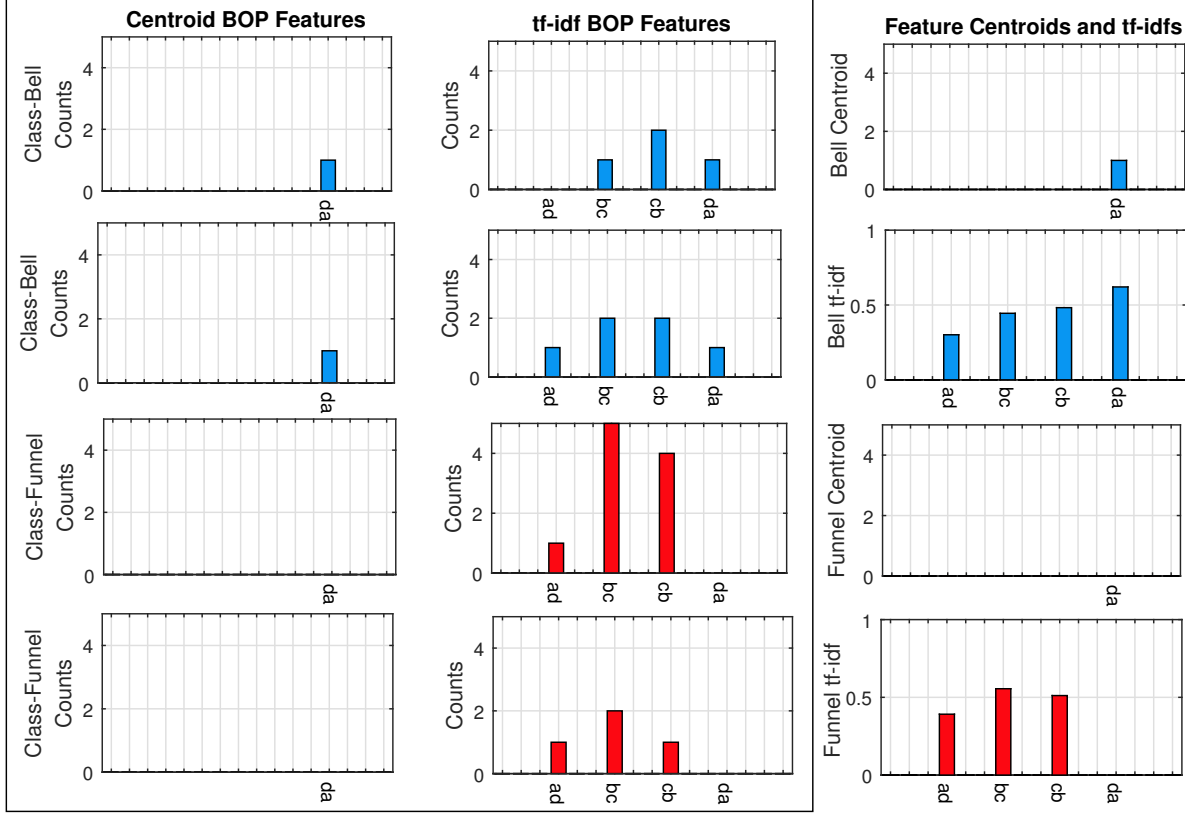 Centroid BOP Features
tf-idf BOP Features
Feature Centroids and tf-idfs
Class-Bell
Counts
4
2
0
da
Counts
4
2
0
ad
bc
cb
da
Bell Centroid
4
2
0
da
Class-Bell
Counts
4
2
0
da
Counts
4
2
0
ad
bc
cb
da
Bell tf-idf
1
0.5
0
ad
bc
cb
da
Class-Funnel
Counts
4
2
0
da
Counts
4
2
0
ad
bc
cb
da
Funnel Centroid
4
2
0
da
Class-Funnel
Counts
4
2
0
da
Counts
4
2
0
ad
bc
cb
da
Funnel tf-idf
1
0.5
0
ad
bc
cb
da